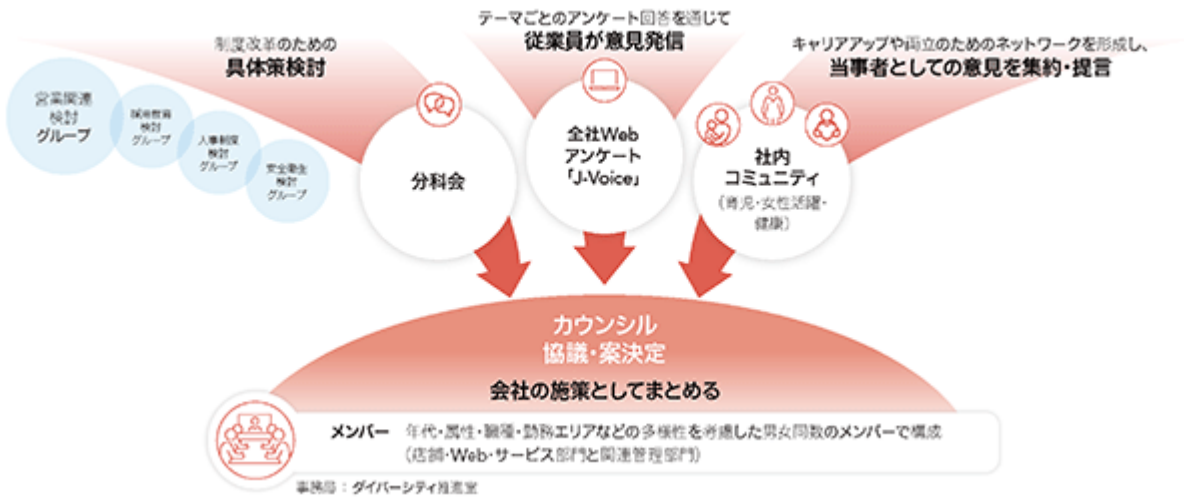 制度改革のための
具体策検討
テーマごとのアンケート回答を通じて
従業員が意見発信
キャリアアップや両立のためのネットワークを形成し、
当事者としての意見を集約・提言
営業関連
検討
グループ
採用教育
検討
グループ
人事制度
検討
グループ
安全衛生
検討
グループ
分科会
全社Web
アンケート
「J-Voice」
社内
コミュニティ
（育児・女性活躍・
健康）
カウンシル
協議・案決定
会社の施策としてまとめる
メンバー 年代・属性・職種・勤務エリアなどの多様性を考慮した男女同数のメンバーで構成
（店舗・Web・サービス部門と関連管理部門）
事務局：ダイバーシティ推進室